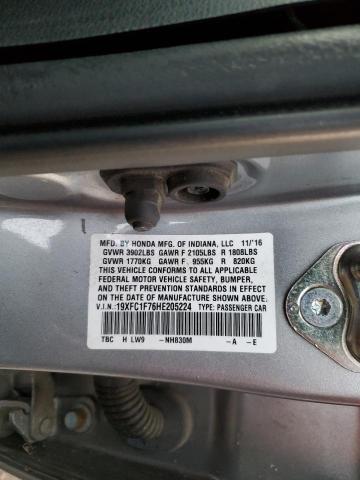 MFD. BY HONDA MFG. OF INDIANA, LLC 11/'16
GVWR 3902LBS GAWR F 2105LBS R 1808LBS
GVWR 1770KG GAWR F. 955KG R 820KG
THIS VEHICLE CONFORMS TO ALL APPLICABLE
FEDERAL MOTOR VEHICLE SAFETY, BUMPER,
AND THEFT PREVENTION STANDARDS IN EFFECT
ON THE DATE OF MANUFACTURE SHOWN ABOVE.
V.I.N.:19XFC1F76HE205224 TYPE: PASSENGER CAR
TBC H LW9 -NH830M -A -E